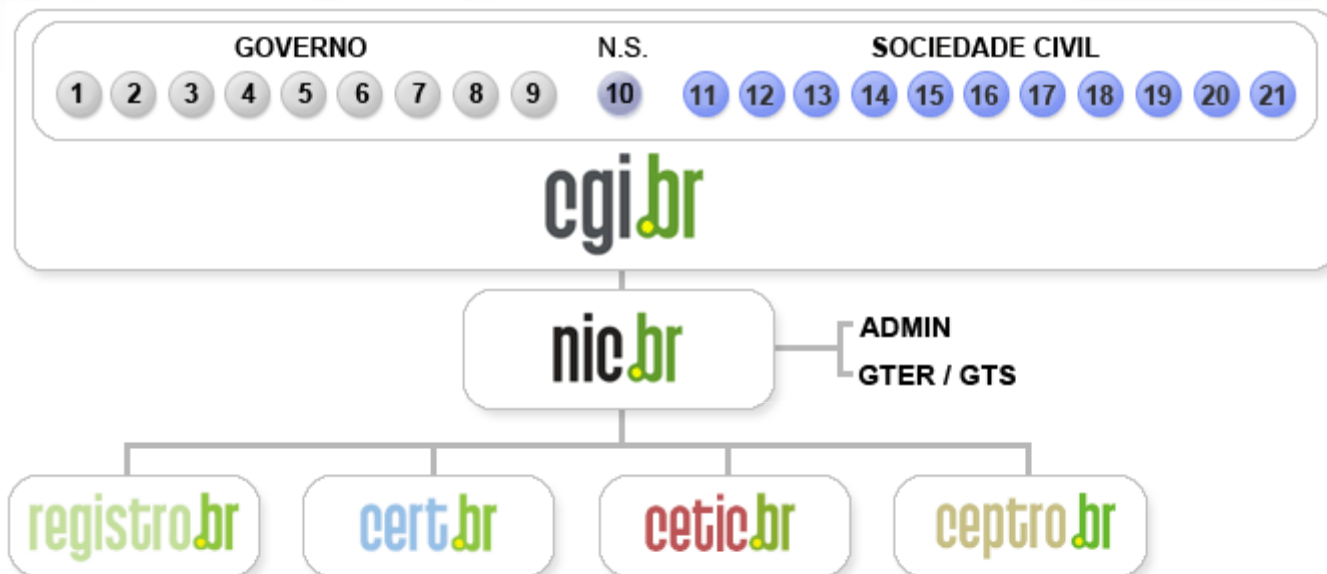 GOVERNO N.S. SOCIEDADE CIVIL
1 2 3 4 5 6 7 8 9 10 11 12 13 14 15 16 17 18 19 20 21
cgi.br
nic.br
ADMIN
GTER / GTS
registro.br cert.br cetic.br ceptro.br